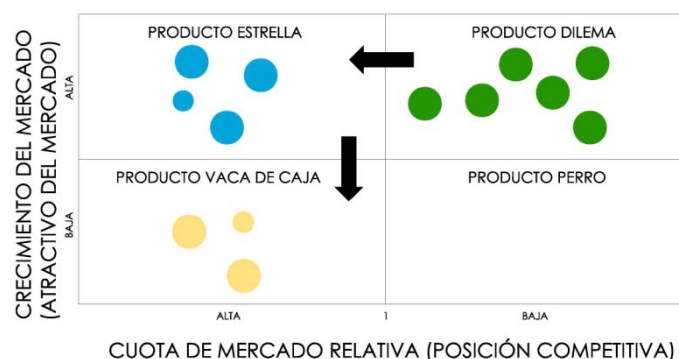 PRODUCTO ESTRELLA
PRODUCTO DILEMA
PRODUCTO VACA DE CAJA
PRODUCTO PERRO
CRECIMIENTO DEL MERCADO
(ATRACTIVO DEL MERCADO)
ALTA
BAJA
ALTA
1
BAJA
CUOTA DE MERCADO RELATIVA (POSICIÓN COMPETITIVA)